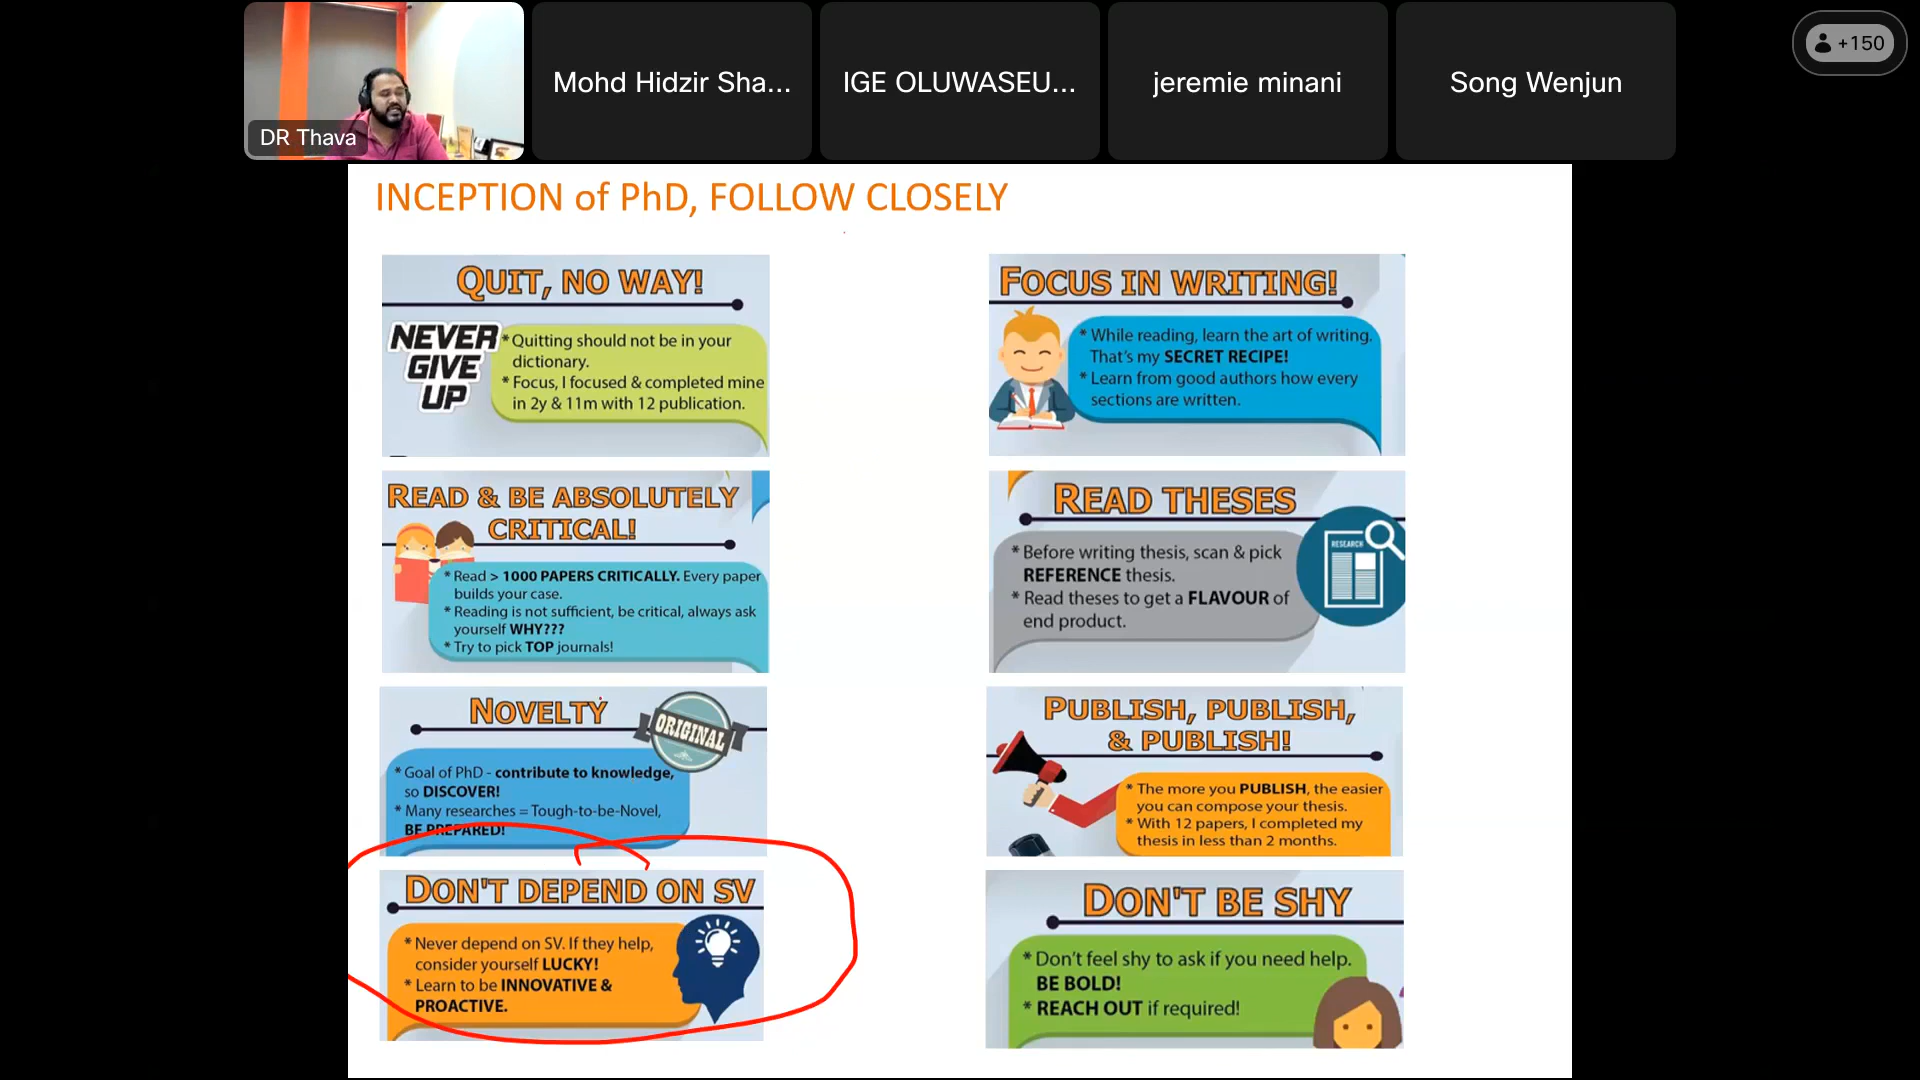 DR Thava
Mohd Hidzir Sha...
IGE OLUWASEU...
jeremie minani
Song Wenjun
+150
INCEPTION of PhD, FOLLOW CLOSELY
QUIT, NO WAY!
NEVER
GIVE
UP
* Quitting should not be in your
dictionary.
* Focus, I focused & completed mine
in 2y & 11m with 12 publication.
FOCUS IN WRITING!
* While reading, learn the art of writing.
That's my SECRET RECIPE!
* Learn from good authors how every
sections are written.
READ & BE ABSOLUTELY
CRITICAL!
* Read > 1000 PAPERS CRITICALLY. Every paper
builds your case.
* Reading is not sufficient, be critical, always ask
yourself WHY???
* Try to pick TOP journals!
READ THESES
* Before writing thesis, scan & pick
REFERENCE thesis.
* Read theses to get a FLAVOUR of
end product.
RESEARCH
NOVELTY
ORIGINAL
* Goal of PhD - contribute to knowledge,
so DISCOVER!
* Many researches = Tough-to-be-Novel,
BE PREPARED!
PUBLISH, PUBLISH,
& PUBLISH!
* The more you PUBLISH, the easier
you can compose your thesis.
* With 12 papers, I completed my
thesis in less than 2 months.
DON'T DEPEND ON SV
* Never depend on SV. If they help,
consider yourself LUCKY!
* Learn to be INNOVATIVE &
PROACTIVE.
DON'T BE SHY
* Don't feel shy to ask if you need help.
BE BOLD!
* REACH OUT if required!